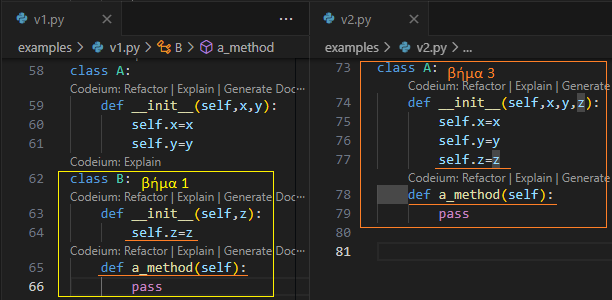 v1.py
examples > v1.py > B > a_method
58 class A:
Codeium: Refactor | Explain | Generate Doc···
59 def __init__(self,x,y):
60 self.x=x
61 self.y=y
Codeium: Explain
62 class B: βήμα 1
Codeium: Refactor | Explain | Generate Doc···
63 def __init__(self,z):
64 self.z=z
Codeium: Refactor | Explain | Generate Doc···
65 def a_method(self):
66 pass
v2.py
examples > v2.py > ...
73 class A: βήμα 3
Codeium: Refactor | Explain | Genera
74 def __init__(self,x,y,z):
75 self.x=x
76 self.y=y
77 self.z=z
Codeium: Refactor | Explain | Genera
78 def a_method(self):
79 pass
80
81